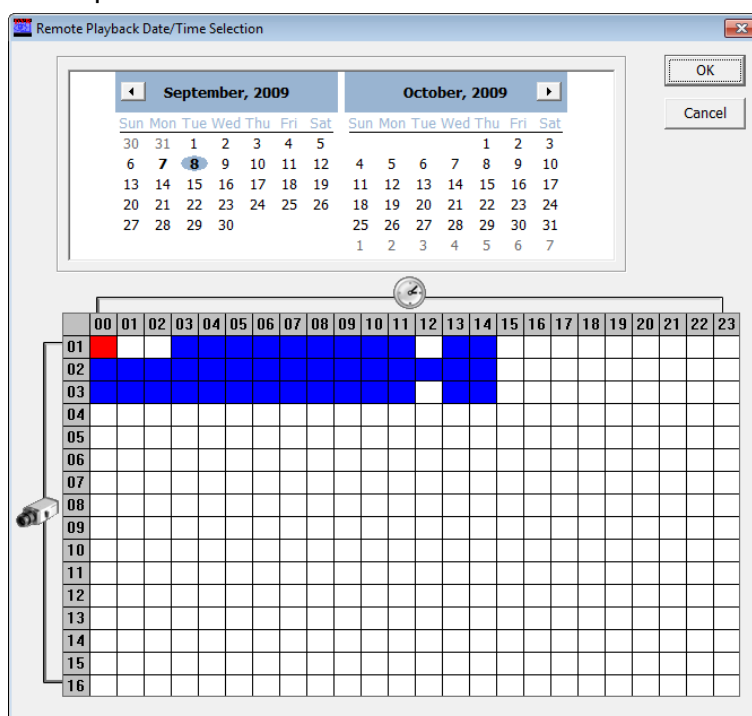 Remote Playback Date/Time Selection
OK
Cancel
September, 2009 October, 2009
Sun Mon Tue Wed Thu Fri Sat Sun Mon Tue Wed Thu Fri Sat
30 31 1 2 3 4 5 1 2 3
6 7 8 9 10 11 12 4 5 6 7 8 9 10
13 14 15 16 17 18 19 11 12 13 14 15 16 17
20 21 22 23 24 25 26 18 19 20 21 22 23 24
27 28 29 30 25 26 27 28 29 30 31
1 2 3 4 5 6 7
00 01 02 03 04 05 06 07 08 09 10 11 12 13 14 15 16 17 18 19 20 21 22 23
01
02
03
04
05
06
07
08
09
10
11
12
13
14
15
16